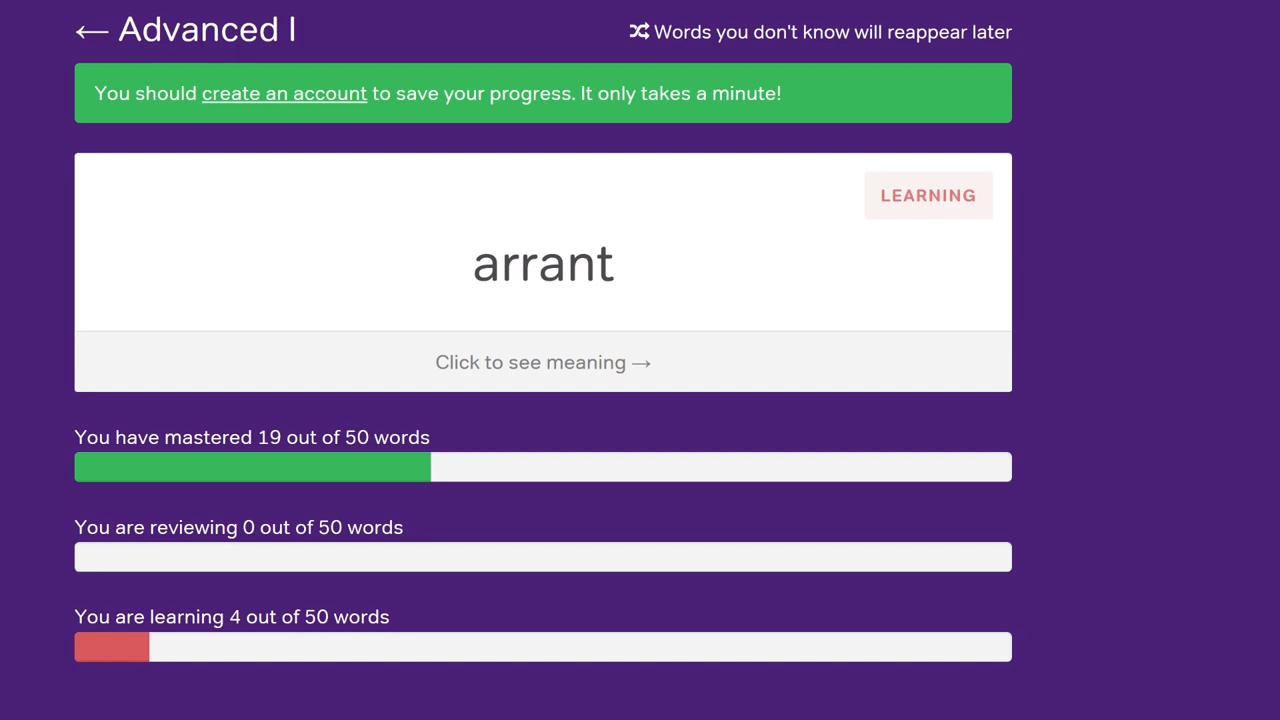 ← Advanced I
Words you don't know will reappear later
You should create an account to save your progress. It only takes a minute!
LEARNING
arrant
Click to see meaning →
You have mastered 19 out of 50 words
You are reviewing 0 out of 50 words
You are learning 4 out of 50 words